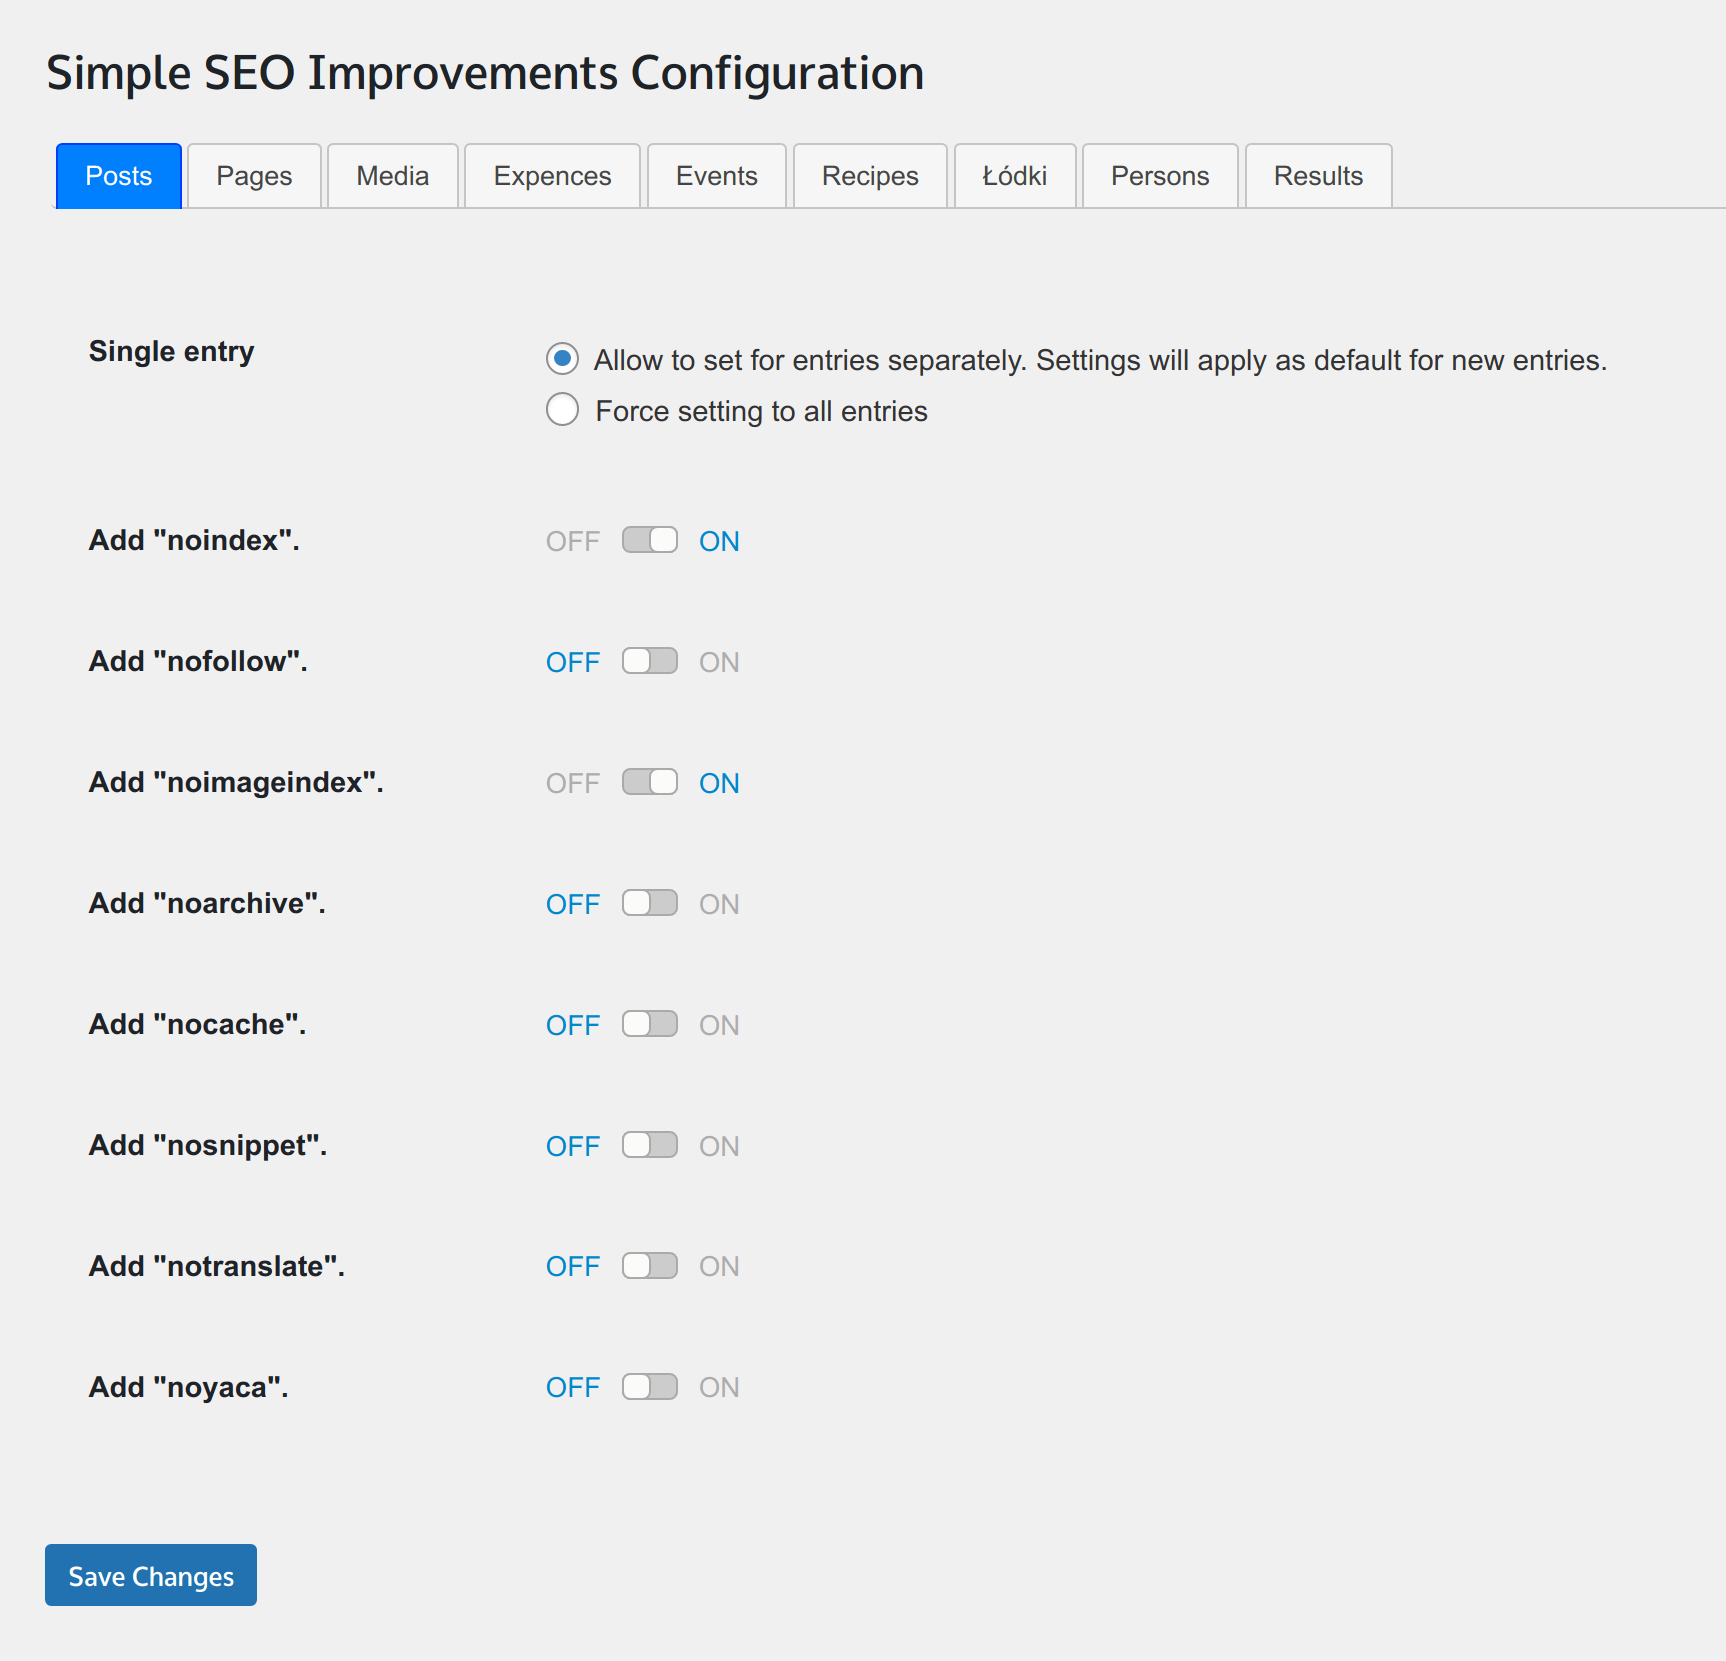 Simple SEO Improvements Configuration
Posts Pages Media Expences Events Recipes Łódki Persons Results
Single entry
Allow to set for entries separately. Settings will apply as default for new entries.
Force setting to all entries
Add "noindex". OFF ON
Add "nofollow". OFF ON
Add "noimageindex". OFF ON
Add "noarchive". OFF ON
Add "nocache". OFF ON
Add "nosnippet". OFF ON
Add "notranslate". OFF ON
Add "noyaca". OFF ON
Save Changes